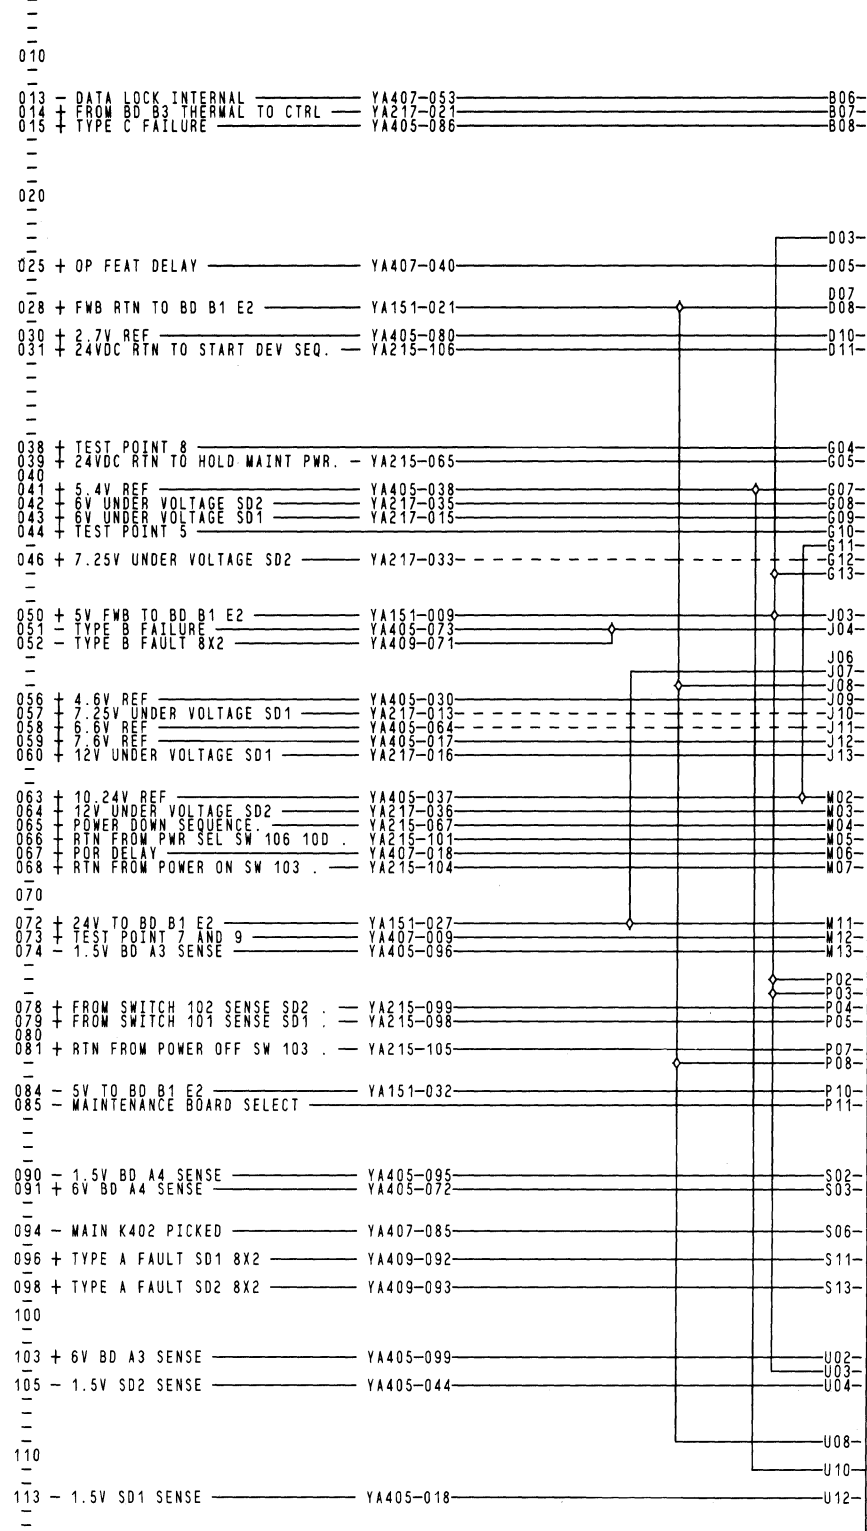 010
013 - DATA LOCK INTERNAL YA407-053 B06
014 + FROM BD B3 THERMAL TO CTRL YA217-021 B07
015 + TYPE C FAILURE YA405-086 B08
020
D03
025 + OP FEAT DELAY YA407-040 D05
D07
028 + FWB RTN TO BD B1 E2 YA151-021 D08
030 + 2.7V REF YA405-080 D10
031 + 24VDC RTN TO START DEV SEQ. YA215-106 D11
038 + TEST POINT 8 G04
039 + 24VDC RTN TO HOLD MAINT PWR. YA215-065 G05
040
041 + 5.4V REF YA405-038 G07
042 + 6V UNDER VOLTAGE SD2 YA217-035 G08
043 + 6V UNDER VOLTAGE SD1 YA217-015 G09
044 + TEST POINT 5 G10
G11
046 + 7.25V UNDER VOLTAGE SD2 YA217-033 G12
G13
050 + 5V FWB TO BD B1 E2 YA151-009 J03
051 - TYPE B FAILURE YA405-073 J04
052 - TYPE B FAULT 8X2 YA409-071
J06
J07
J08
056 + 4.6V REF YA405-030 J09
057 + 7.25V UNDER VOLTAGE SD1 YA217-013 J10
058 + 6.6V REF YA405-064 J11
059 + 7.6V REF YA405-017 J12
060 + 12V UNDER VOLTAGE SD1 YA217-016 J13
063 + 10.24V REF YA405-037 M02
064 + 12V UNDER VOLTAGE SD2 YA217-036 M03
065 - POWER DOWN SEQUENCE. YA215-067 M04
066 + RTN FROM PWR SEL SW 106 10D . YA215-101 M05
067 + POR DELAY YA407-018 M06
068 + RTN FROM POWER ON SW 103 . YA215-104 M07
070
072 + 24V TO BD B1 E2 YA151-027 M11
073 + TEST POINT 7 AND 9 YA407-009 M12
074 - 1.5V BD A3 SENSE YA405-096 M13
P02
P03
078 + FROM SWITCH 102 SENSE SD2 . YA215-099 P04
079 + FROM SWITCH 101 SENSE SD1 . YA215-098 P05
080
081 + RTN FROM POWER OFF SW 103 . YA215-105 P07
P08
084 - 5V TO BD B1 E2 YA151-032 P10
085 - MAINTENANCE BOARD SELECT P11
090 - 1.5V BD A4 SENSE YA405-095 S02
091 + 6V BD A4 SENSE YA405-072 S03
094 - MAIN K402 PICKED YA407-085 S06
096 + TYPE A FAULT SD1 8X2 YA409-092 S11
098 + TYPE A FAULT SD2 8X2 YA409-093 S13
100
103 + 6V BD A3 SENSE YA405-099 U02
U03
105 - 1.5V SD2 SENSE YA405-044 U04
U08
110
U10
113 - 1.5V SD1 SENSE YA405-018 U12